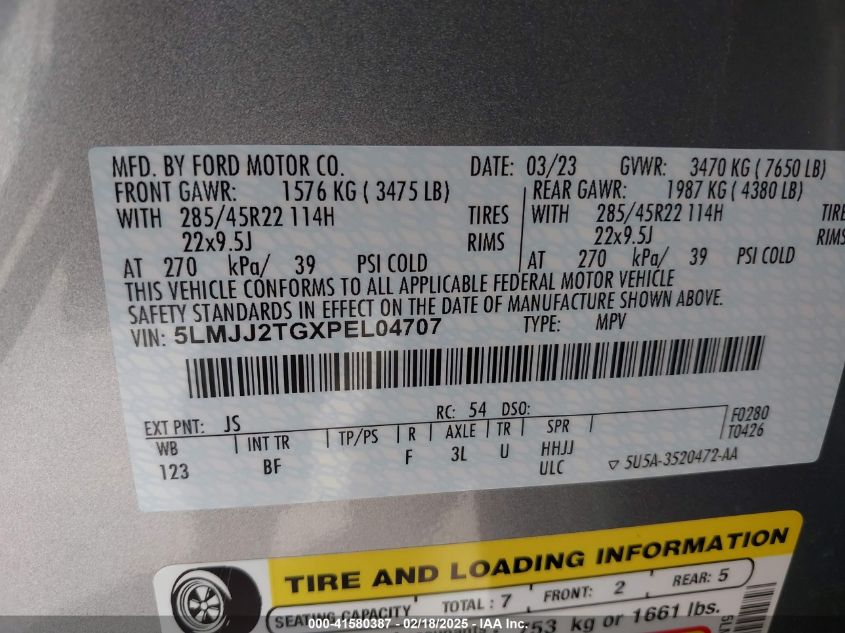 MFD. BY FORD MOTOR CO. DATE: 03/23 GVWR: 3470 KG ( 7650 LB)
FRONT GAWR: 1576 KG ( 3475 LB) REAR GAWR: 1987 KG ( 4380 LB)
WITH 285/45R22 114H TIRES WITH 285/45R22 114H TIRE
22x9.5J RIMS 22x9.5J RIMS
AT 270 kPa/ 39 PSI COLD AT 270 kPa/ 39 PSI COLD
THIS VEHICLE CONFORMS TO ALL APPLICABLE FEDERAL MOTOR VEHICLE
SAFETY STANDARDS IN EFFECT ON THE DATE OF MANUFACTURE SHOWN ABOVE.
VIN: 5LMJJ2TGXPEL04707 TYPE: MPV
EXT PNT: JS RC: 54 DSO: F0280
WB INT TR TP/PS R AXLE TR SPR T0426
123 BF F 3L U HHJJ
ULC 5U5A-3520472-AA
TIRE AND LOADING INFORMATION
SEATING CAPACITY TOTAL : 7 FRONT: 2 REAR: 5
753 kg or 1661 lbs.
000-41580387 - 02/18/2025 - IAA Inc.